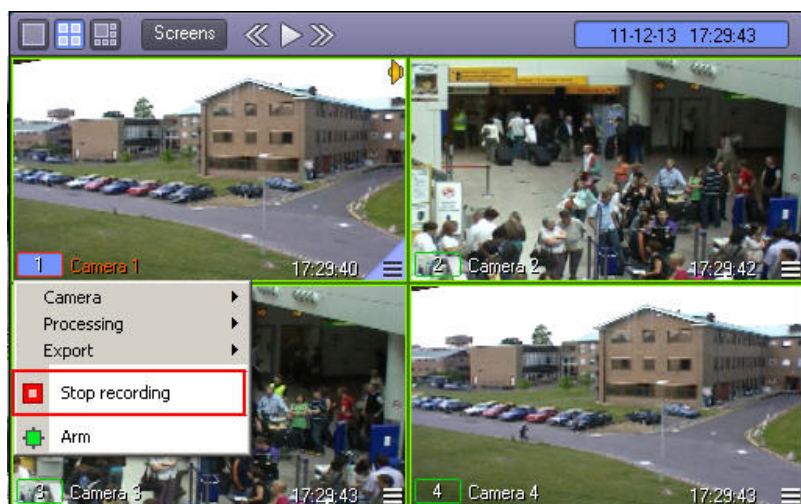 Screens
11-12-13 17:29:43
1 Camera 1 17:29:40
2 Camera 2 17:29:42
Camera
Processing
Export
Stop recording
Arm
3 Camera 3 17:29:43
4 Camera 4 17:29:43